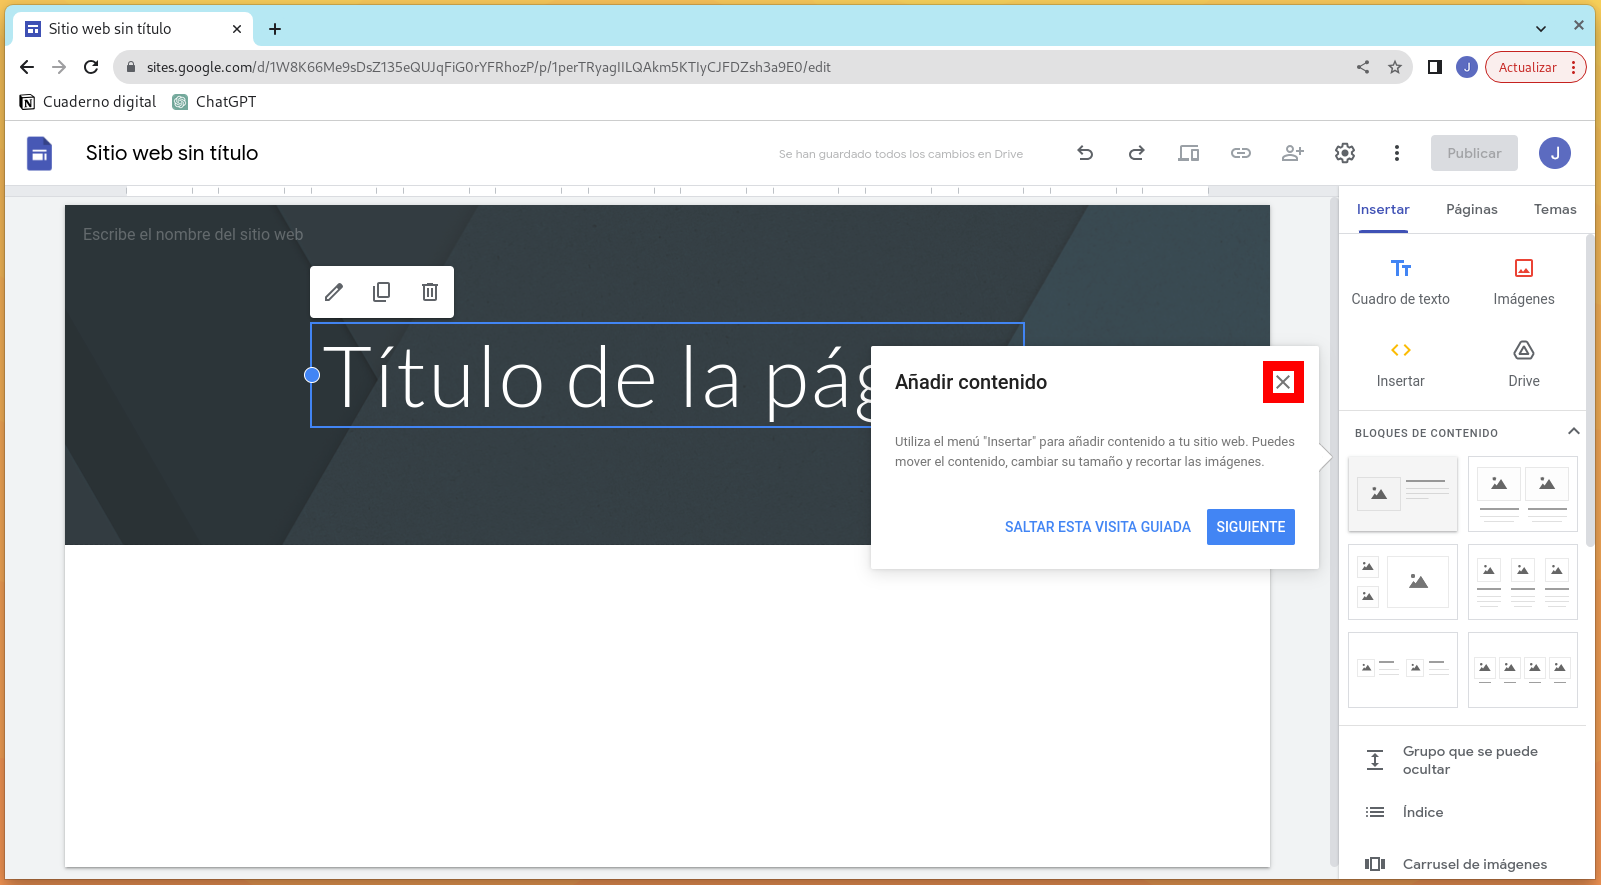 Sitio web sin título
sites.google.com/d/1W8K66Me9sDsZ135eQUJqFiG0rYFRhozP/p/1perTRyagIILQAkm5KTIyCJFDZsh3a9E0/edit
J
Actualizar
Cuaderno digital
ChatGPT
Sitio web sin título
Se han guardado todos los cambios en Drive
Publicar
J
Insertar Páginas Temas
Escribe el nombre del sitio web
Título de la pág
Añadir contenido
Utiliza el menú "Insertar" para añadir contenido a tu sitio web. Puedes
mover el contenido, cambiar su tamaño y recortar las imágenes.
SALTAR ESTA VISITA GUIADA SIGUIENTE
Tт
Cuadro de texto Imágenes
Insertar Drive
BLOQUES DE CONTENIDO
Grupo que se puede
ocultar
Índice
Carrusel de imágenes